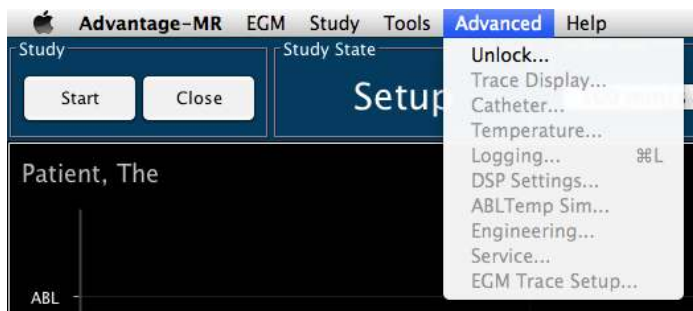 Advantage-MR EGM Study Tools Advanced Help
Study
Study State
Start Close
Setup
Unlock...
Trace Display...
Catheter...
Temperature...
Logging... ⌘L
DSP Settings...
ABLTemp Sim...
Engineering...
Service...
EGM Trace Setup...
Patient, The
ABL